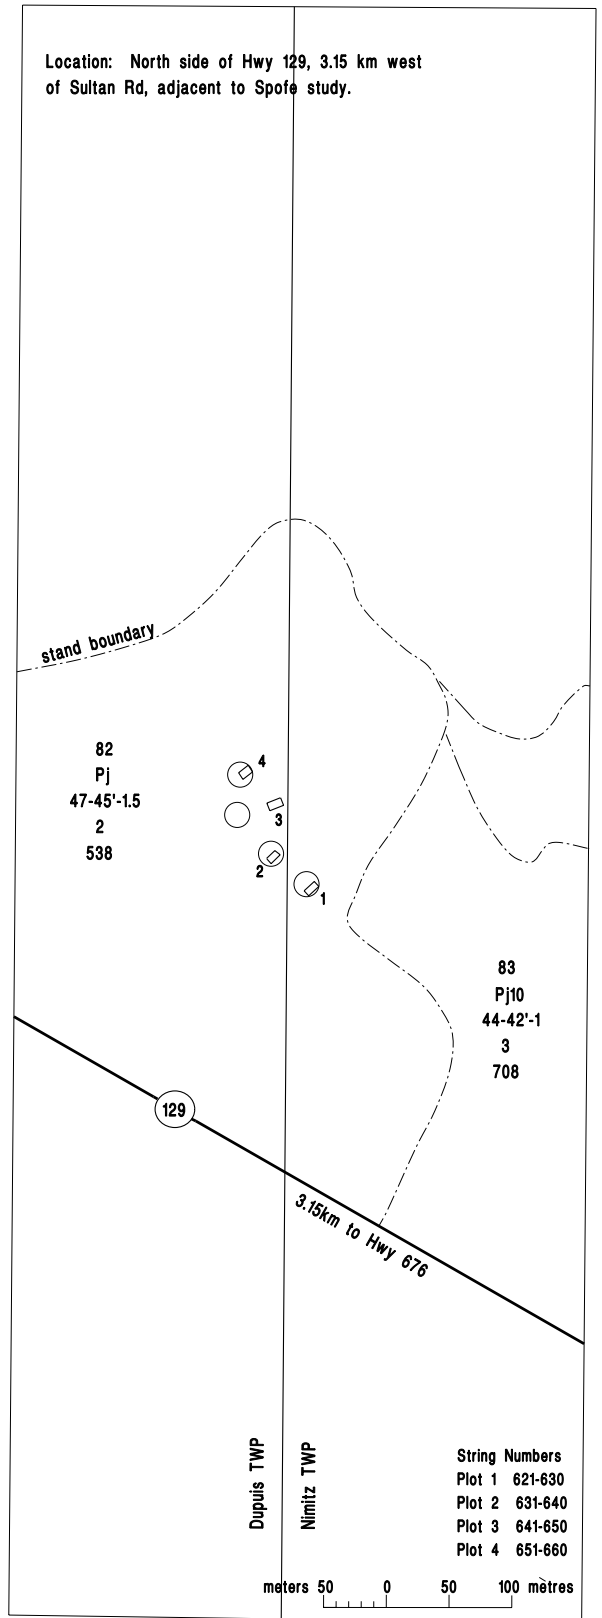 Location: North side of Hwy 129, 3.15 km west
of Sultan Rd, adjacent to Spofe study.
stand boundary
82
Pj
47-45'-1.5
2
538
4
3
2
1
83
Pj10
44-42'-1
3
708
129
3.15km to Hwy 676
Dupuis TWP
Nimitz TWP
String Numbers
Plot 1 621-630
Plot 2 631-640
Plot 3 641-650
Plot 4 651-660
meters 50 0 50 100 mètres